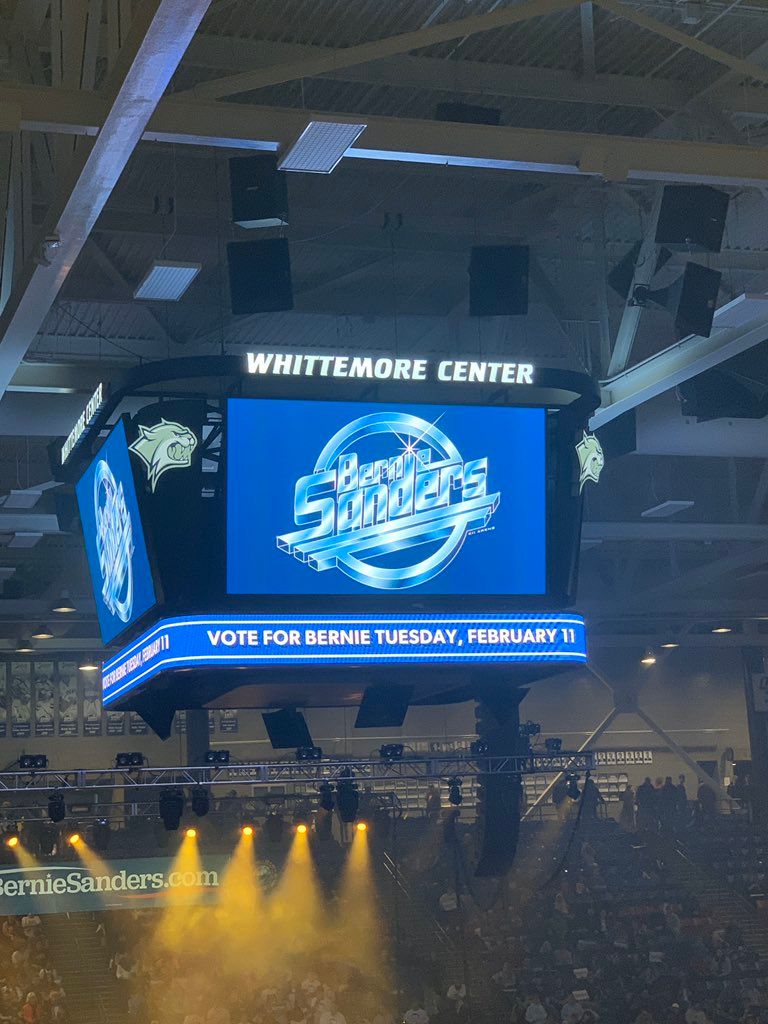 WHITTEMORE CENTER
WHITTEMORE CENTER
Bernie
Sanders
VOTE FOR BERNIE TUESDAY, FEBRUARY 11
VOTE FOR BERNIE TUESDAY, FEBRUARY 11
BernieSanders.com